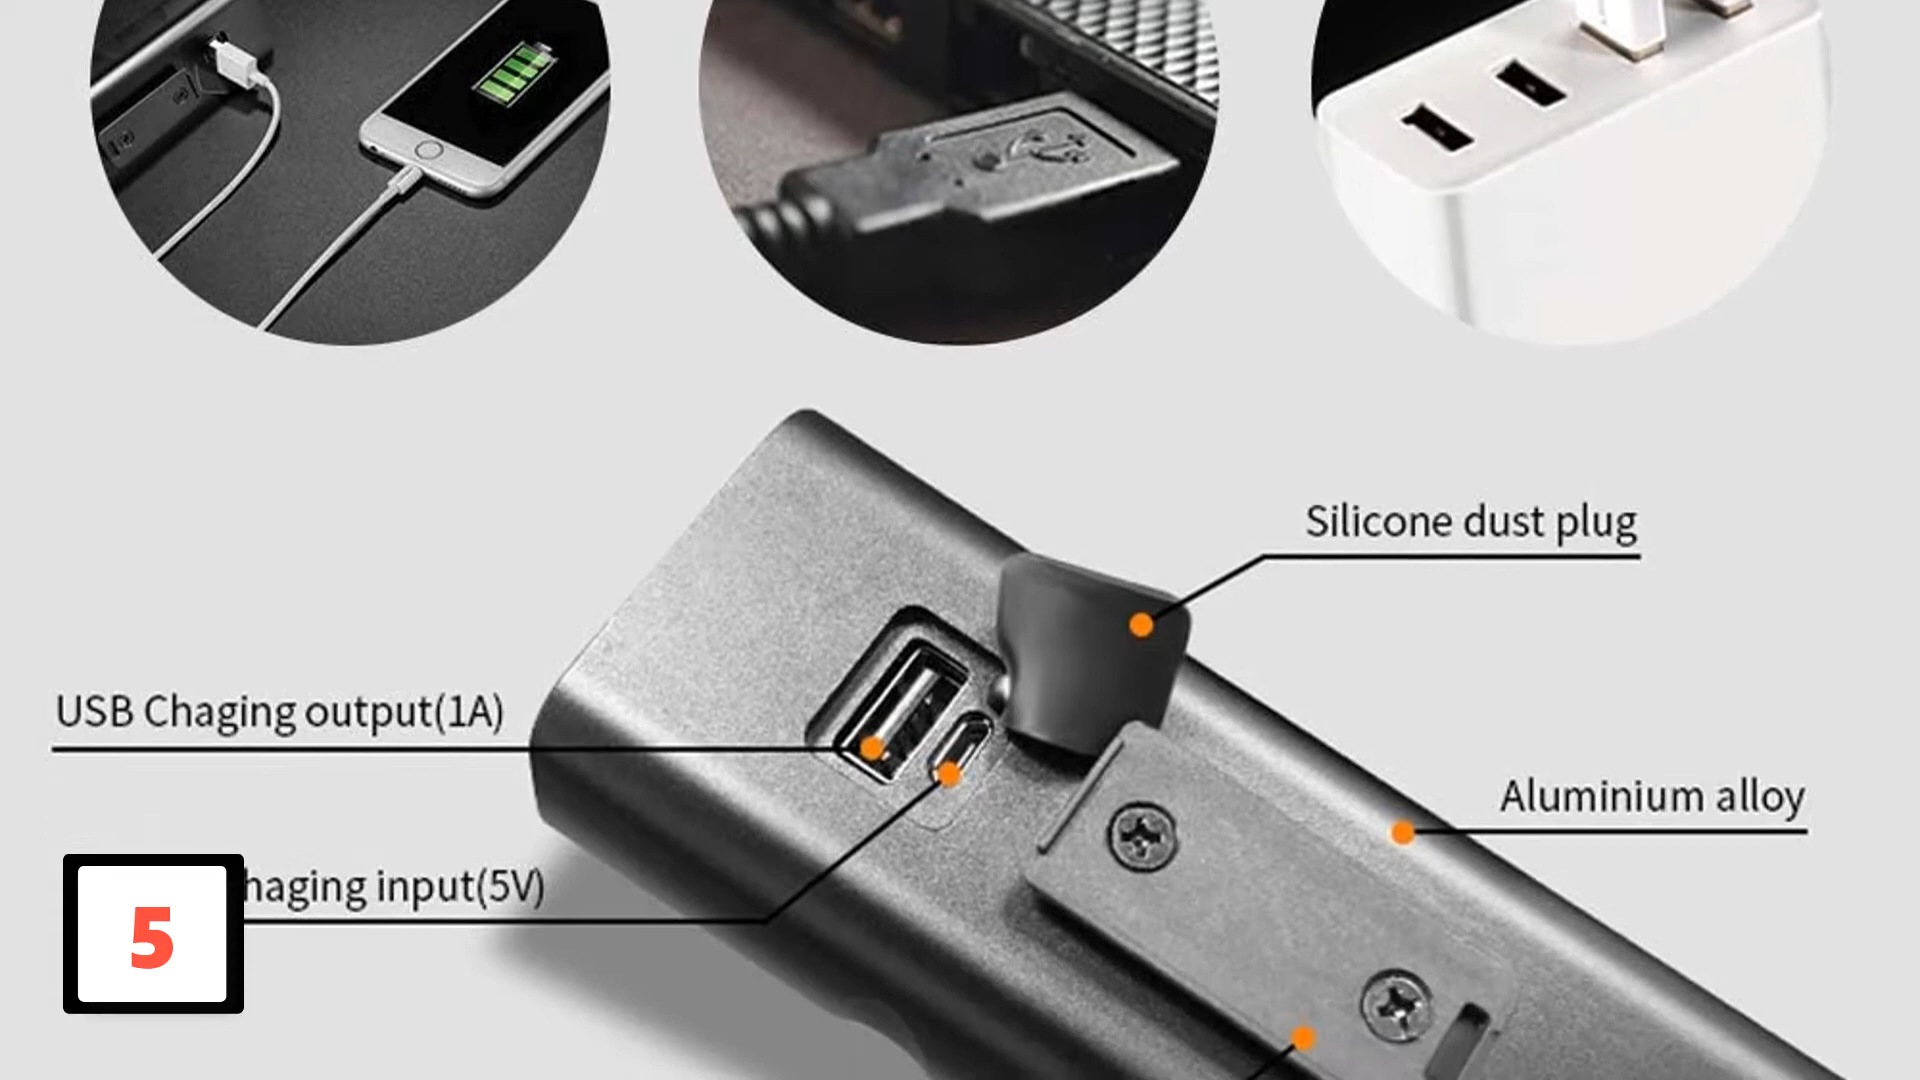 Silicone dust plug
USB Chaging output(1A)
Aluminium alloy
haging input(5V)
5